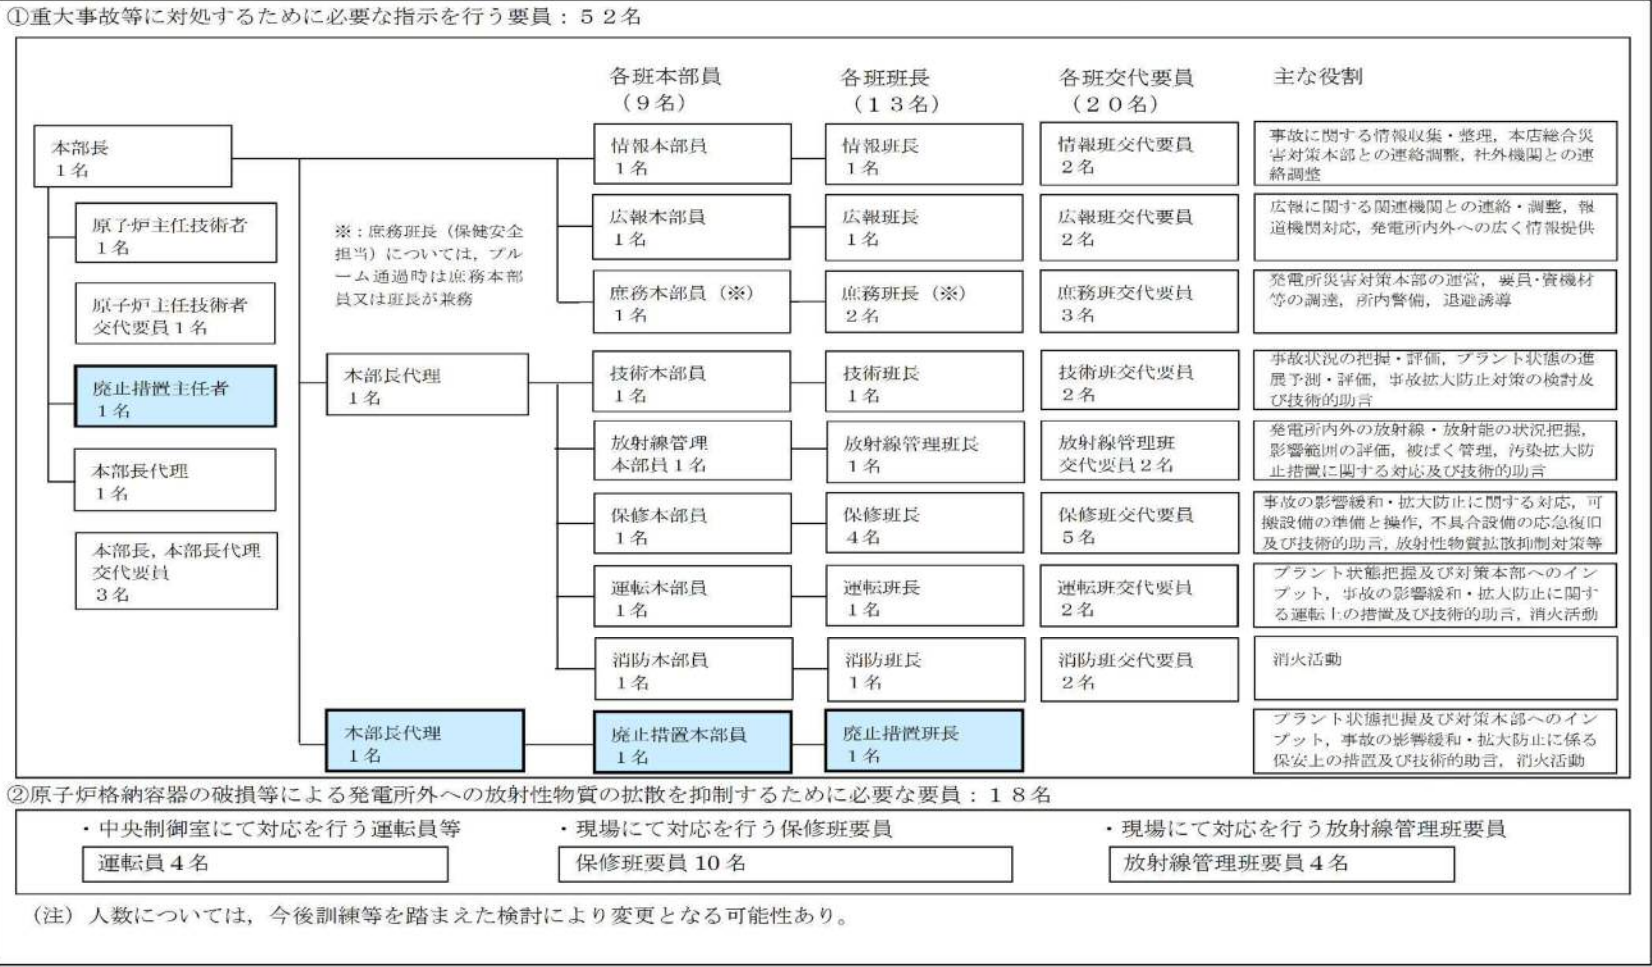 ①重大事故等に対処するために必要な指示を行う要員：５２名
各班本部員
（９名）
各班班長
（１３名）
各班交代要員
（２０名）
主な役割
本部長
1名
原子炉主任技術者
1名
原子炉主任技術者
交代要員１名
廃止措置主任者
1名
本部長代理
1名
本部長，本部長代理
交代要員
3名
※：庶務班長（保健安全
担当）については，プル
ーム通過時は庶務本部
員又は班長が兼務
情報本部員
1名
情報班長
1名
情報班交代要員
2名
事故に関する情報収集・整理，本店総合災
害対策本部との連絡調整，社外機関との連
絡調整
広報本部員
1名
広報班長
1名
広報班交代要員
2名
広報に関する関連機関との連絡・調整，報
道機関対応，発電所内外への広く情報提供
庶務本部員（※）
1名
庶務班長（※）
2名
庶務班交代要員
3名
発電所災害対策本部の運営，要員・資機材
等の調達，所内警備，退避誘導
本部長代理
1名
技術本部員
1名
技術班長
1名
技術班交代要員
2名
事故状況の把握・評価，プラント状態の進
展予測・評価，事故拡大防止対策の検討及
び技術的助言
放射線管理
本部員１名
放射線管理班長
1名
放射線管理班
交代要員２名
発電所内外の放射線・放射能の状況把握，
影響範囲の評価，被ばく管理，汚染拡大防
止措置に関する対応及び技術的助言
保修本部員
1名
保修班長
4名
保修班交代要員
5名
事故の影響緩和・拡大防止に関する対応，可
搬設備の準備と操作，不具合設備の応急復旧
及び技術的助言，放射性物質拡散抑制対策等
運転本部員
1名
運転班長
1名
運転班交代要員
2名
プラント状態把握及び対策本部へのイン
プット，事故の影響緩和・拡大防止に関す
る運転上の措置及び技術的助言，消火活動
消防本部員
1名
消防班長
1名
消防班交代要員
2名
消火活動
本部長代理
1名
廃止措置本部員
1名
廃止措置班長
1名
プラント状態把握及び対策本部へのイン
プット，事故の影響緩和・拡大防止に係る
保安上の措置及び技術的助言，消火活動
②原子炉格納容器の破損等による発電所外への放射性物質の拡散を抑制するために必要な要員：１８名
・中央制御室にて対応を行う運転員等
運転員４名
・現場にて対応を行う保修班要員
保修班要員 10 名
・現場にて対応を行う放射線管理班要員
放射線管理班要員４名
（注）人数については，今後訓練等を踏まえた検討により変更となる可能性あり。